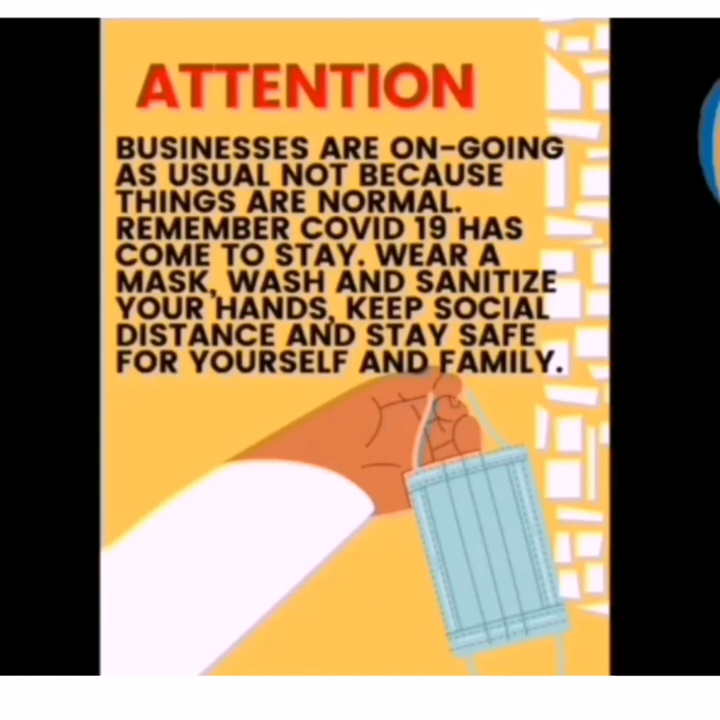 ATTENTION
BUSINESSES ARE ON-GOING
AS USUAL NOT BECAUSE
THINGS ARE NORMAL.
REMEMBER COVID 19 HAS
COME TO STAY. WEAR A
MASK, WASH AND SANITIZE
YOUR HANDS, KEEP SOCIAL
DISTANCE AND STAY SAFE
FOR YOURSELF AND FAMILY.